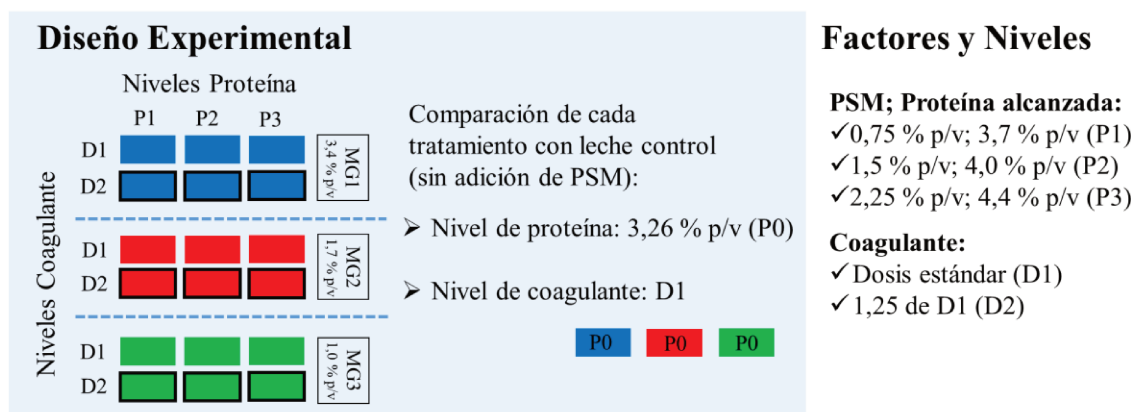 Diseño Experimental
Niveles Proteína
P1 P2 P3
Niveles Coagulante
D1
D2
MG1
3,4 % p/v
D1
D2
MG2
1,7 % p/v
D1
D2
MG3
1,0 % p/v
Comparación de cada
tratamiento con leche control
(sin adición de PSM):
➢ Nivel de proteína: 3,26 % p/v (P0)
➢ Nivel de coagulante: D1
P0 P0 P0
Factores y Niveles
PSM; Proteína alcanzada:
✓0,75 % p/v; 3,7 % p/v (P1)
✓1,5 % p/v; 4,0 % p/v (P2)
✓2,25 % p/v; 4,4 % p/v (P3)
Coagulante:
✓Dosis estándar (D1)
✓1,25 de D1 (D2)